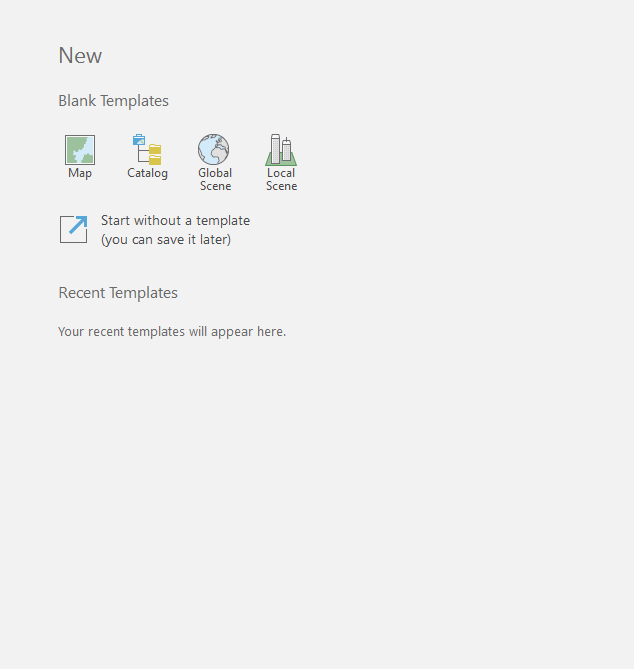 New
Blank Templates
Map
Catalog
Global
Scene
Local
Scene
Start without a template
(you can save it later)
Recent Templates
Your recent templates will appear here.